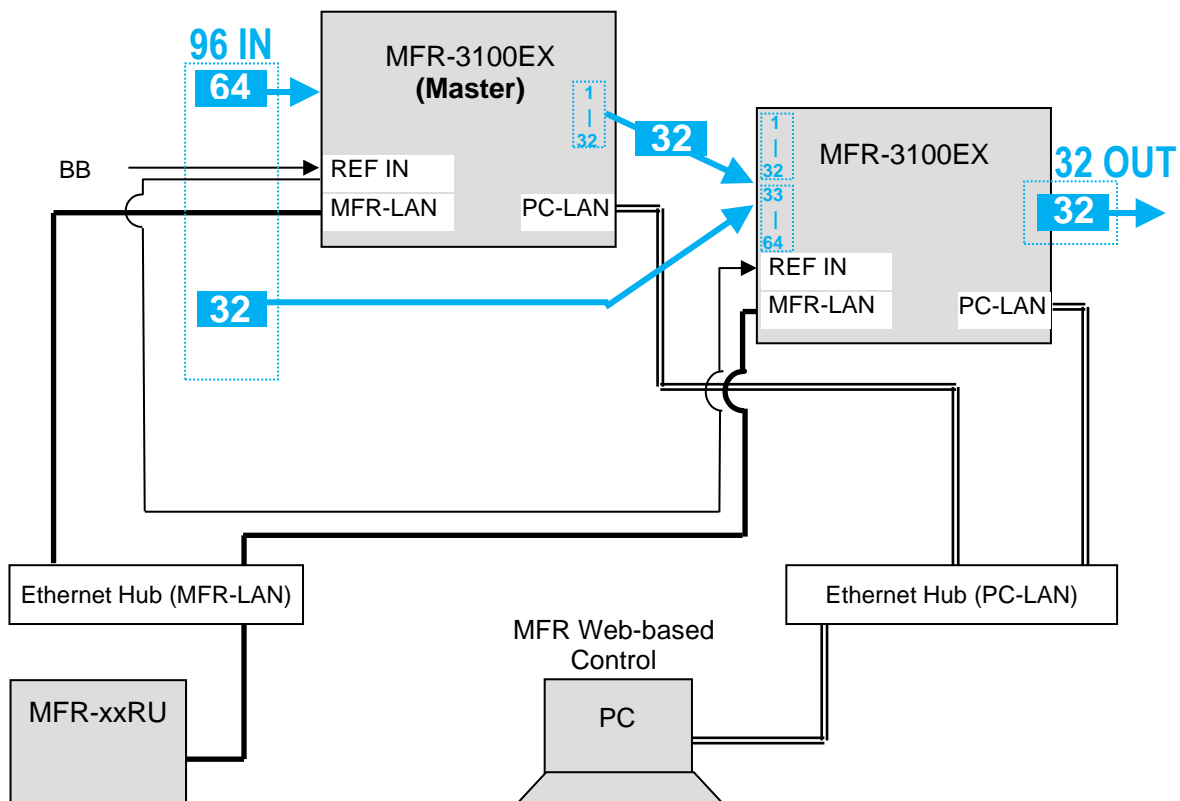 96 IN
64
MFR-3100EX
(Master)
1
|
32
32
BB
REF IN
MFR-LAN
PC-LAN
1
|
32
33
|
64
MFR-3100EX
32 OUT
32
REF IN
MFR-LAN
PC-LAN
32
Ethernet Hub (MFR-LAN)
Ethernet Hub (PC-LAN)
MFR Web-based
Control
MFR-xxRU
PC